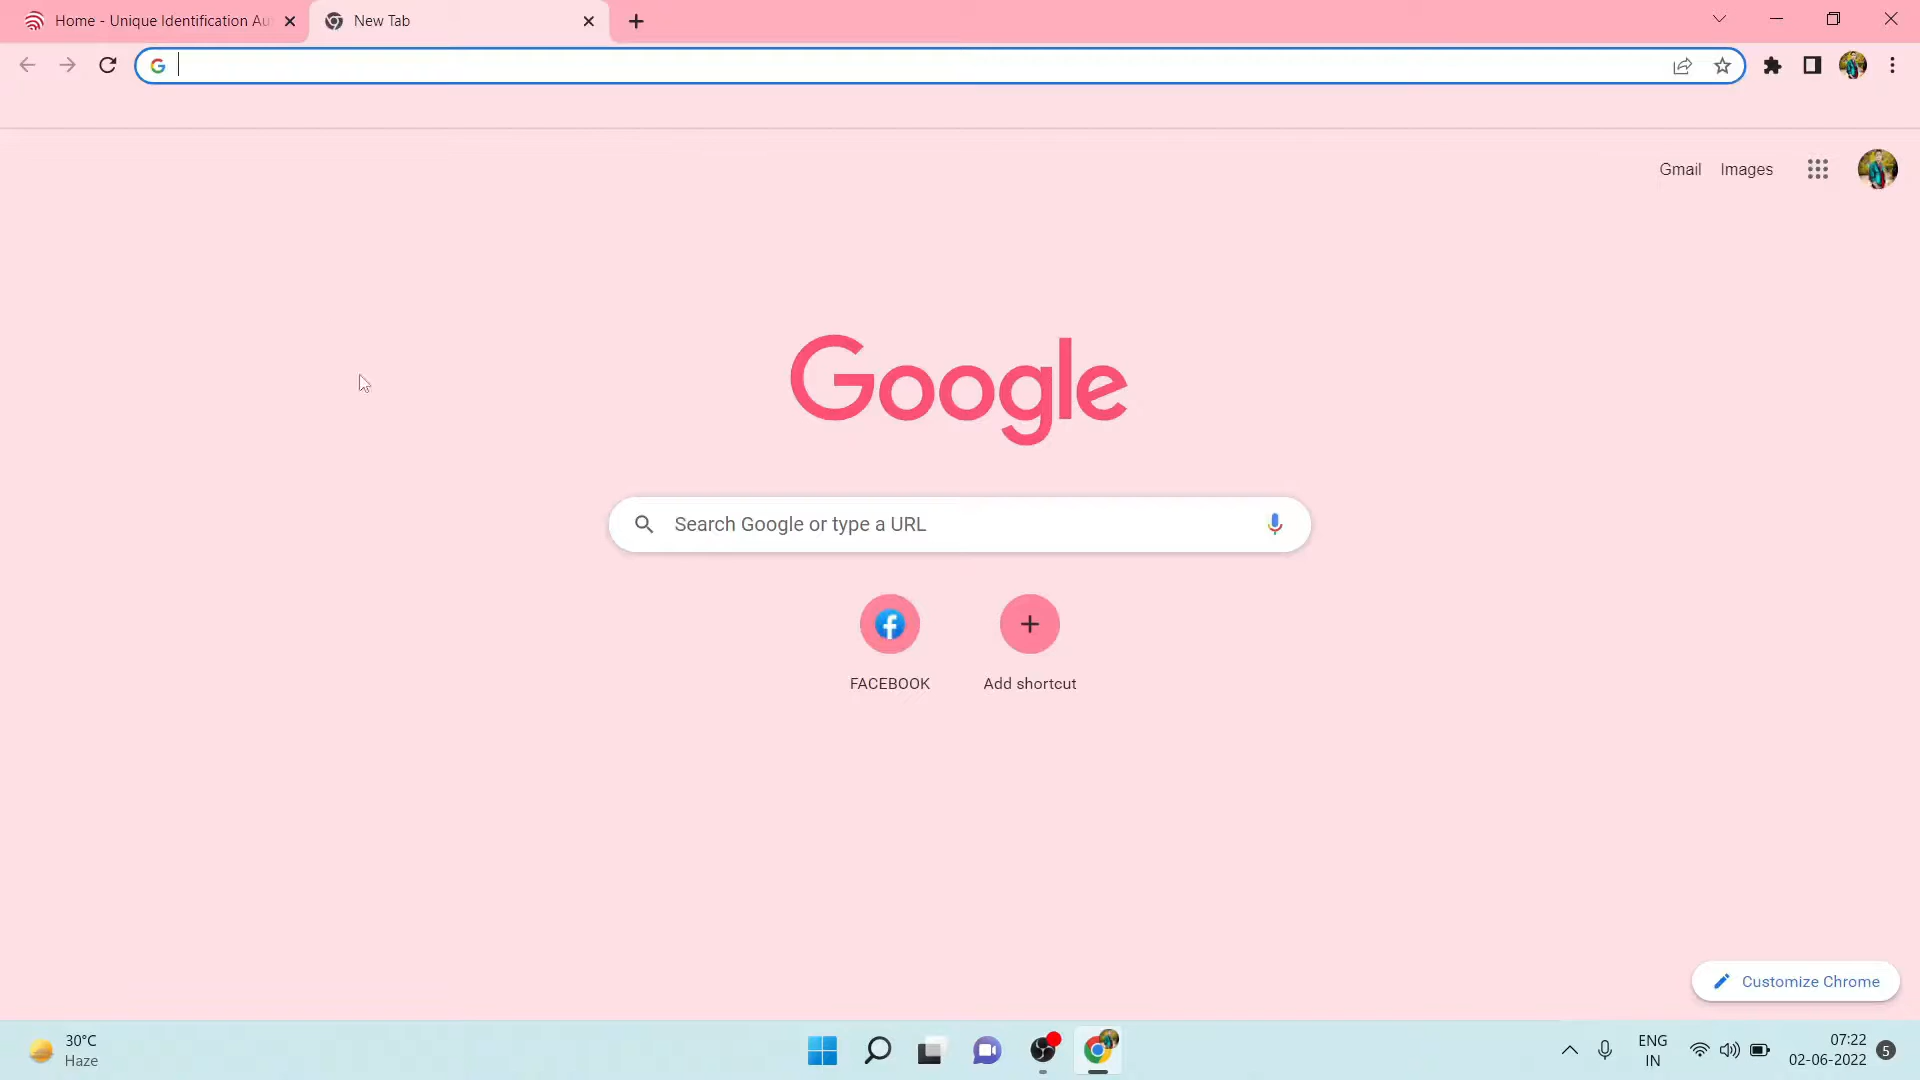 Home - Unique Identification Au
New Tab
Gmail Images
Google
Search Google or type a URL
FACEBOOK
Add shortcut
Customize Chrome
30°C
Haze
ENG
IN
07:22
02-06-2022
5